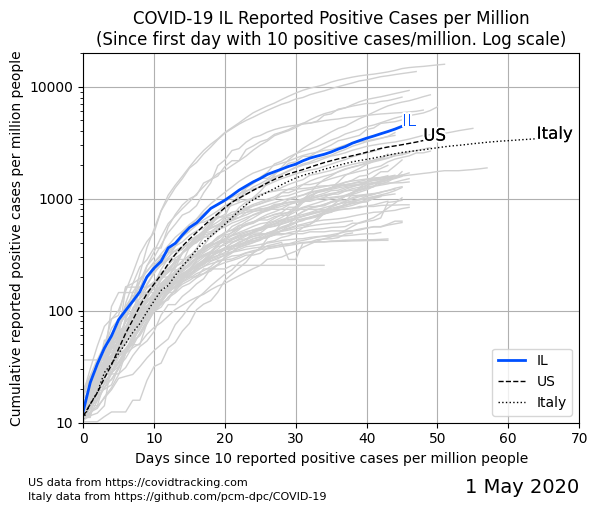 COVID-19 IL Reported Positive Cases per Million
(Since first day with 10 positive cases/million. Log scale)
Cumulative reported positive cases per million people
10000
1000
100
10
IL
US
Italy
IL
US
Italy
0 10 20 30 40 50 60 70
Days since 10 reported positive cases per million people
US data from https://covidtracking.com
Italy data from https://github.com/pcm-dpc/COVID-19
1 May 2020